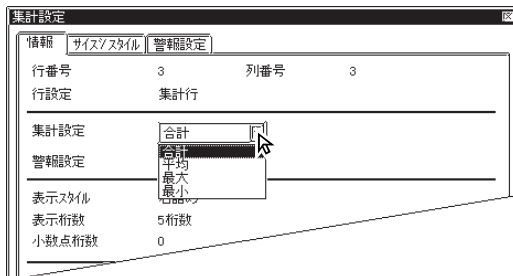 集計設定
情報 サイズ/スタイル 警報設定
行番号 3 列番号 3
行設定 集計行
集計設定 合計
合計
警報設定 平均
最大
表示スタイル 最小
表示桁数 5桁数
小数点桁数 0